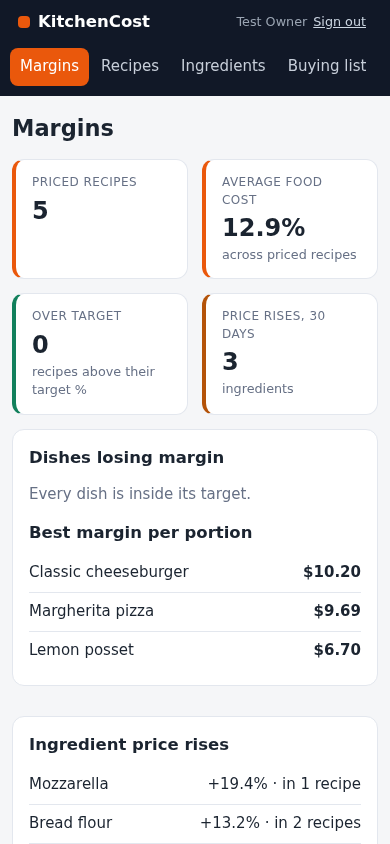 KitchenCost
Test Owner Sign out
Margins Recipes Ingredients Buying list
Margins
PRICED RECIPES
5
AVERAGE FOOD
COST
12.9%
across priced recipes
OVER TARGET
0
recipes above their
target %
PRICE RISES, 30
DAYS
3
ingredients
Dishes losing margin
Every dish is inside its target.
Best margin per portion
Classic cheeseburger $10.20
Margherita pizza $9.69
Lemon posset $6.70
Ingredient price rises
Mozzarella +19.4% · in 1 recipe
Bread flour +13.2% · in 2 recipes